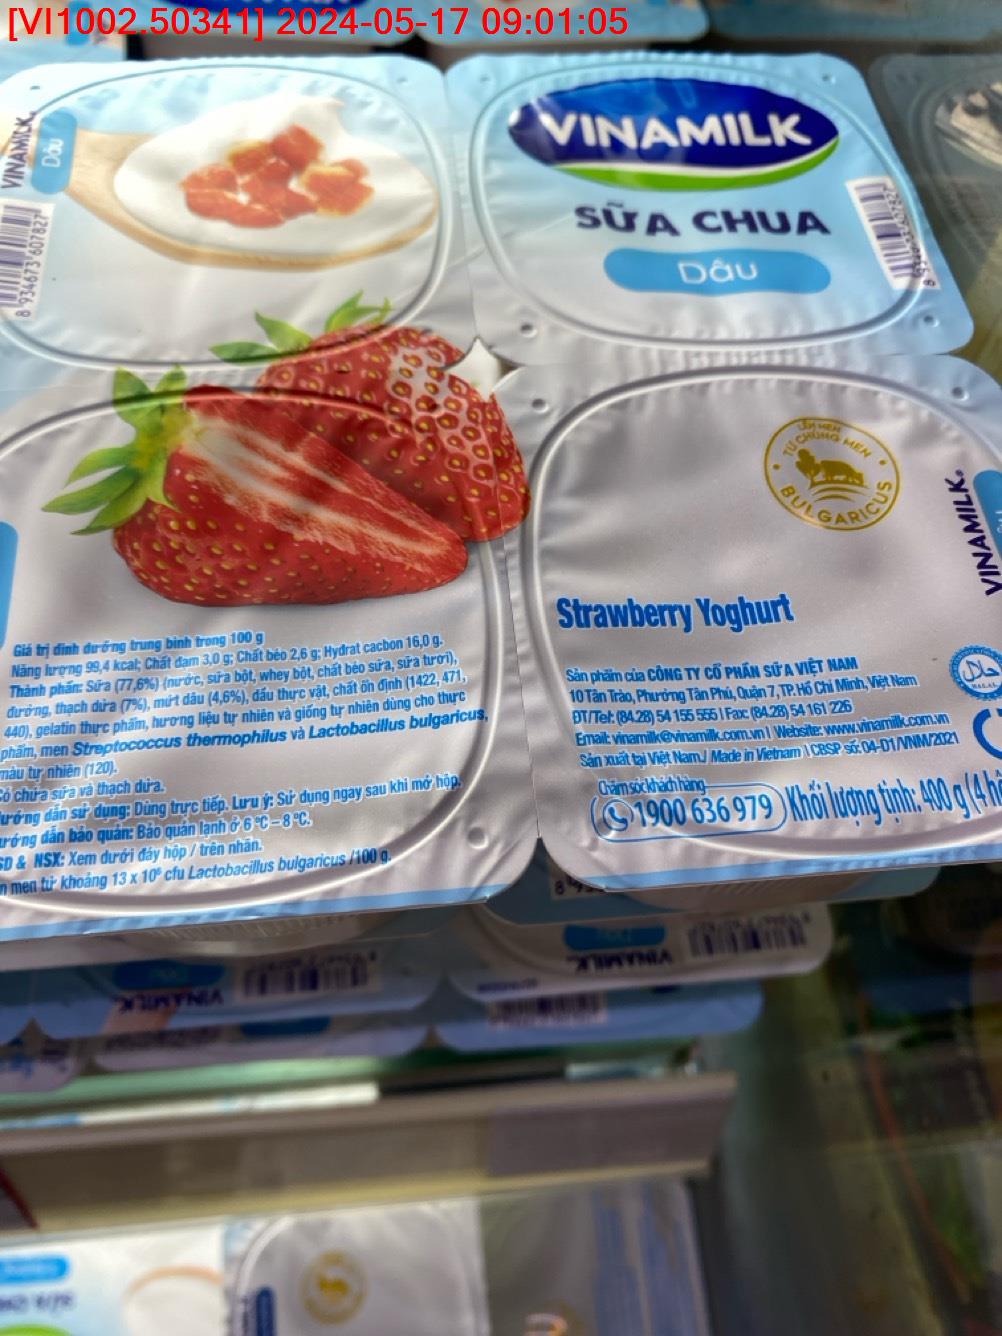 [VI1002.50341] 2024-05-17 09:01:05
VINAMILK
Dâu
8 934673 607827
VINAMILK
SỮA CHUA
Dâu
8 934673 607827
LÊN MEN
TỪ CHỦNG MEN
BULGARICUS
VINAMILK
Strawberry Yoghurt
Giá trị dinh dưỡng trung bình trong 100 g
Năng lượng 99,4 kcal; Chất đạm 3,0 g; Chất béo 2,6 g; Hydrat cacbon 16,0 g.
Thành phần: Sữa (77,6%) (nước, sữa bột, whey bột, chất béo sữa, sữa tươi),
đường, thạch dừa (7%), mứt dâu (4,6%), dầu thực vật, chất ổn định (1422, 471,
440), gelatin thực phẩm, hương liệu tự nhiên và giống tự nhiên dùng cho thực
phẩm, men Streptococcus thermophilus và Lactobacillus bulgaricus,
màu tự nhiên (120).
Có chứa sữa và thạch dừa.
Hướng dẫn sử dụng: Dùng trực tiếp. Lưu ý: Sử dụng ngay sau khi mở hộp.
Hướng dẫn bảo quản: Bảo quản lạnh ở 6 °C – 8 °C.
SD & NSX: Xem dưới đáy hộp / trên nhãn.
n men từ khoảng 13 x 10⁶ cfu Lactobacillus bulgaricus /100 g.
Sản phẩm của CÔNG TY CỔ PHẦN SỮA VIỆT NAM
10 Tân Trào, Phường Tân Phú, Quận 7, TP. Hồ Chí Minh, Việt Nam
ĐT/Tel: (84.28) 54 155 555 | Fax: (84.28) 54 161 226
Email: vinamilk@vinamilk.com.vn | Website: www.vinamilk.com.vn
Sản xuất tại Việt Nam / Made in Vietnam | CBSP số: 04-D1/VNM/2021
Chăm sóc khách hàng
1900 636 979
Khối lượng tịnh: 400 g (4 h
HALAL
Dâu
VINAMILK
VINAMILK